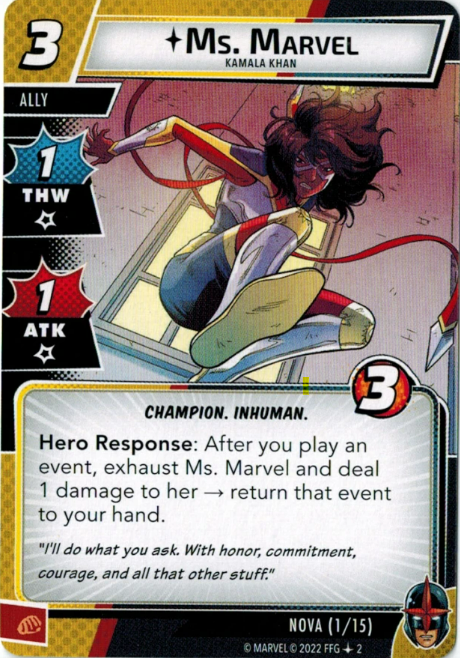 3
Ms. Marvel
KAMALA KHAN
ALLY
1
THW
1
ATK
3
CHAMPION. INHUMAN.
Hero Response: After you play an
event, exhaust Ms. Marvel and deal
1 damage to her → return that event
to your hand.
"I'll do what you ask. With honor, commitment,
courage, and all that other stuff."
NOVA (1/15)
© MARVEL © 2022 FFG 2